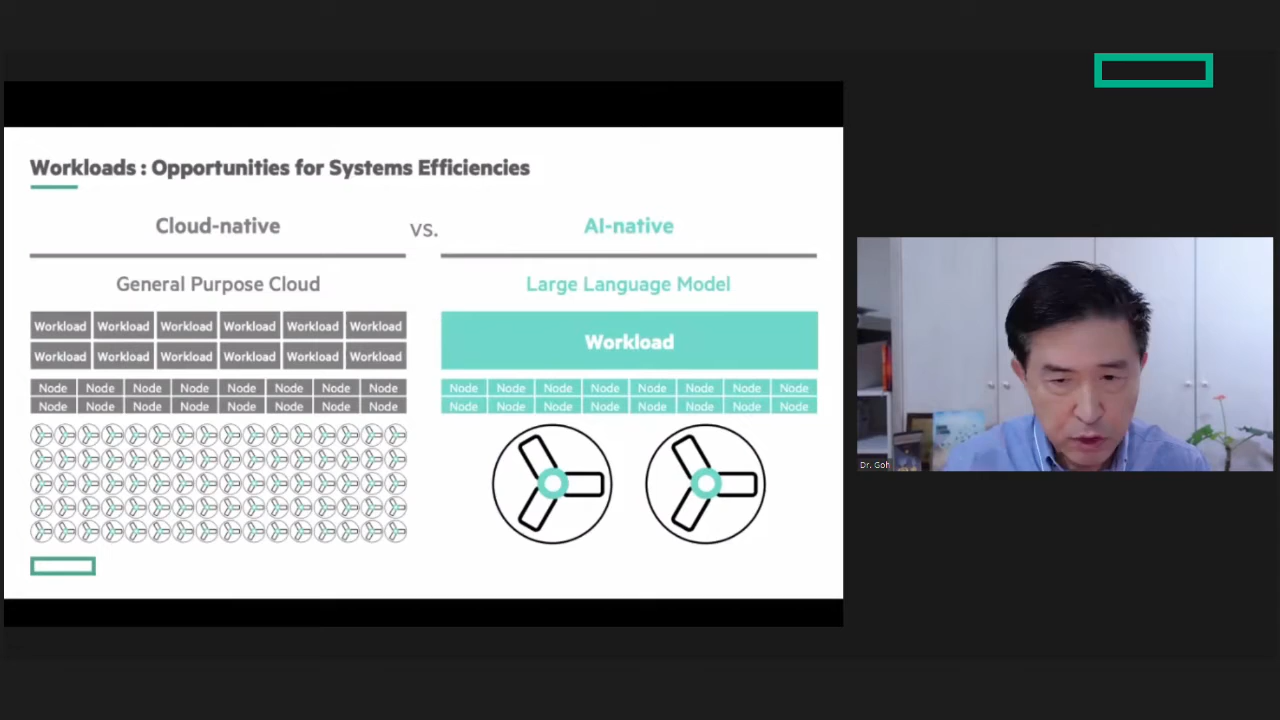 Workloads : Opportunities for Systems Efficiencies
Cloud-native
vs.
AI-native
General Purpose Cloud
Workload Workload Workload Workload Workload Workload
Workload Workload Workload Workload Workload Workload
Node Node Node Node Node Node Node Node
Node Node Node Node Node Node Node Node
Large Language Model
Workload
Node Node Node Node Node Node Node Node
Node Node Node Node Node Node Node Node
Dr. Goh